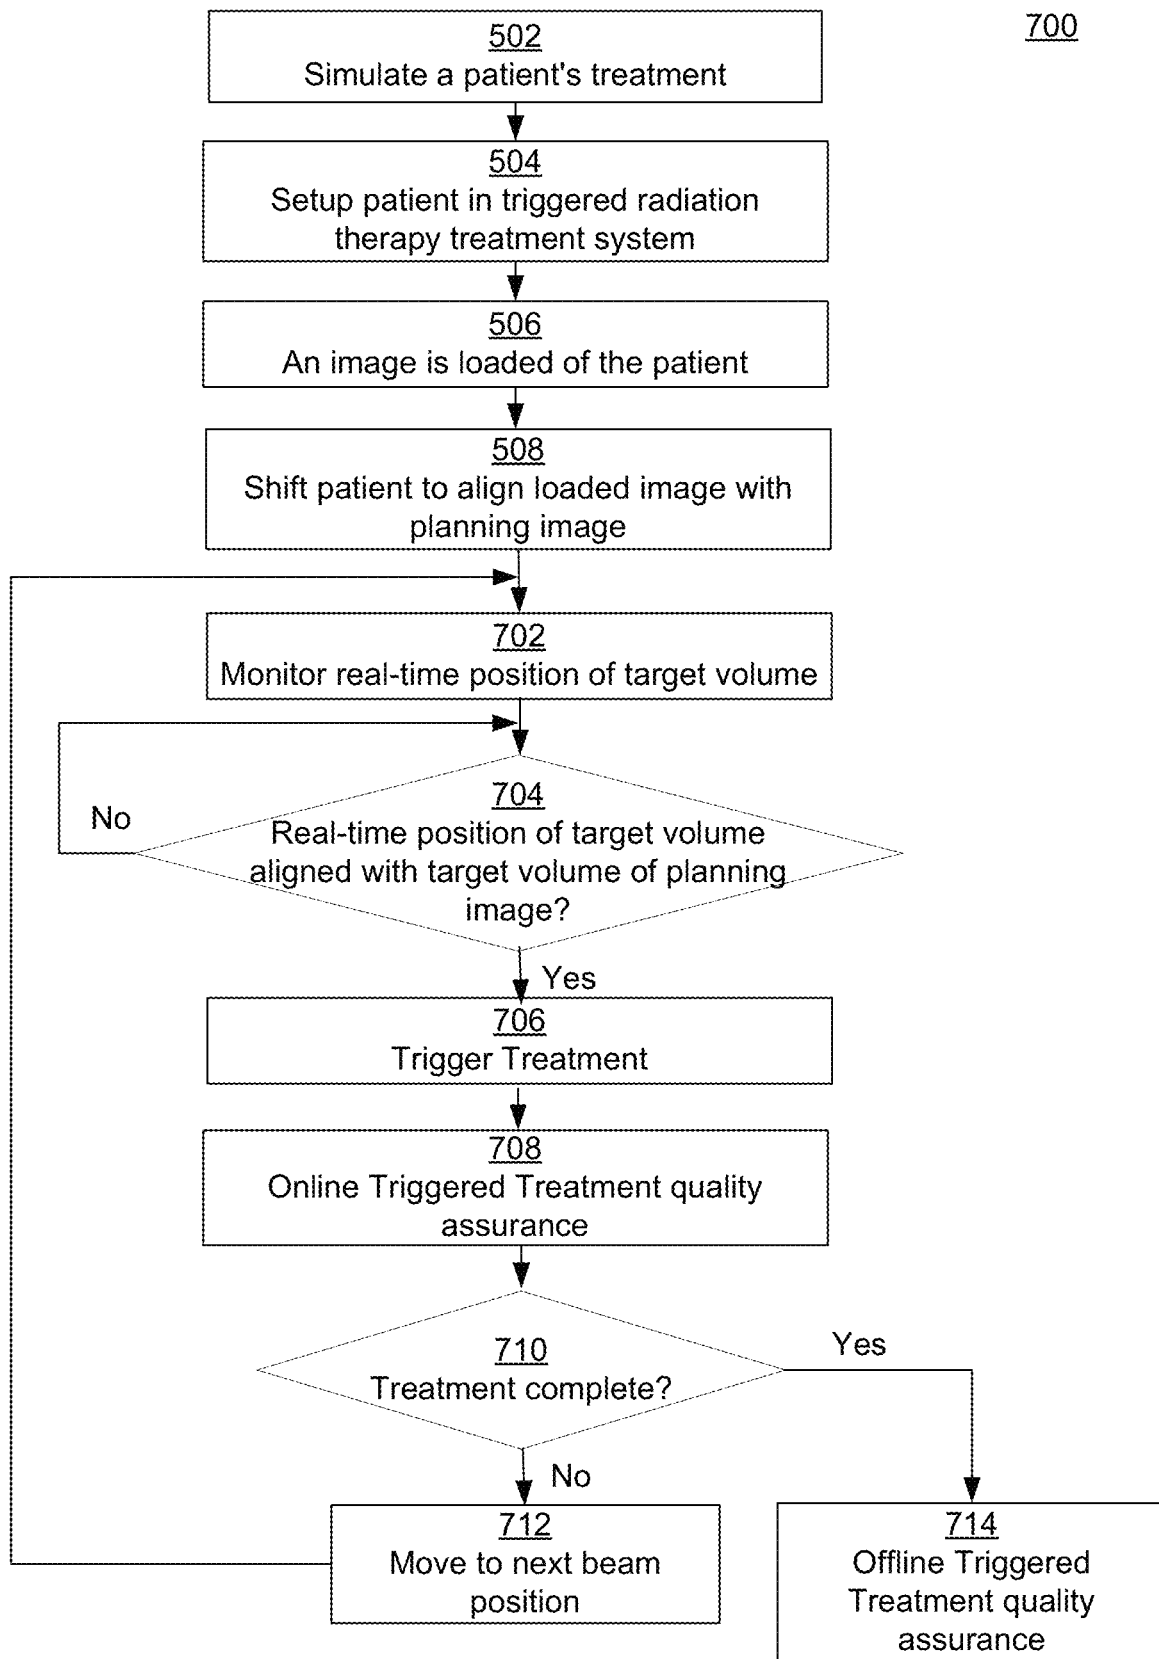 700
502
Simulate a patient's treatment
504
Setup patient in triggered radiation
therapy treatment system
506
An image is loaded of the patient
508
Shift patient to align loaded image with
planning image
702
Monitor real-time position of target volume
704
Real-time position of target volume
aligned with target volume of planning
image?
No
Yes
706
Trigger Treatment
708
Online Triggered Treatment quality
assurance
710
Treatment complete?
Yes
No
712
Move to next beam
position
714
Offline Triggered
Treatment quality
assurance